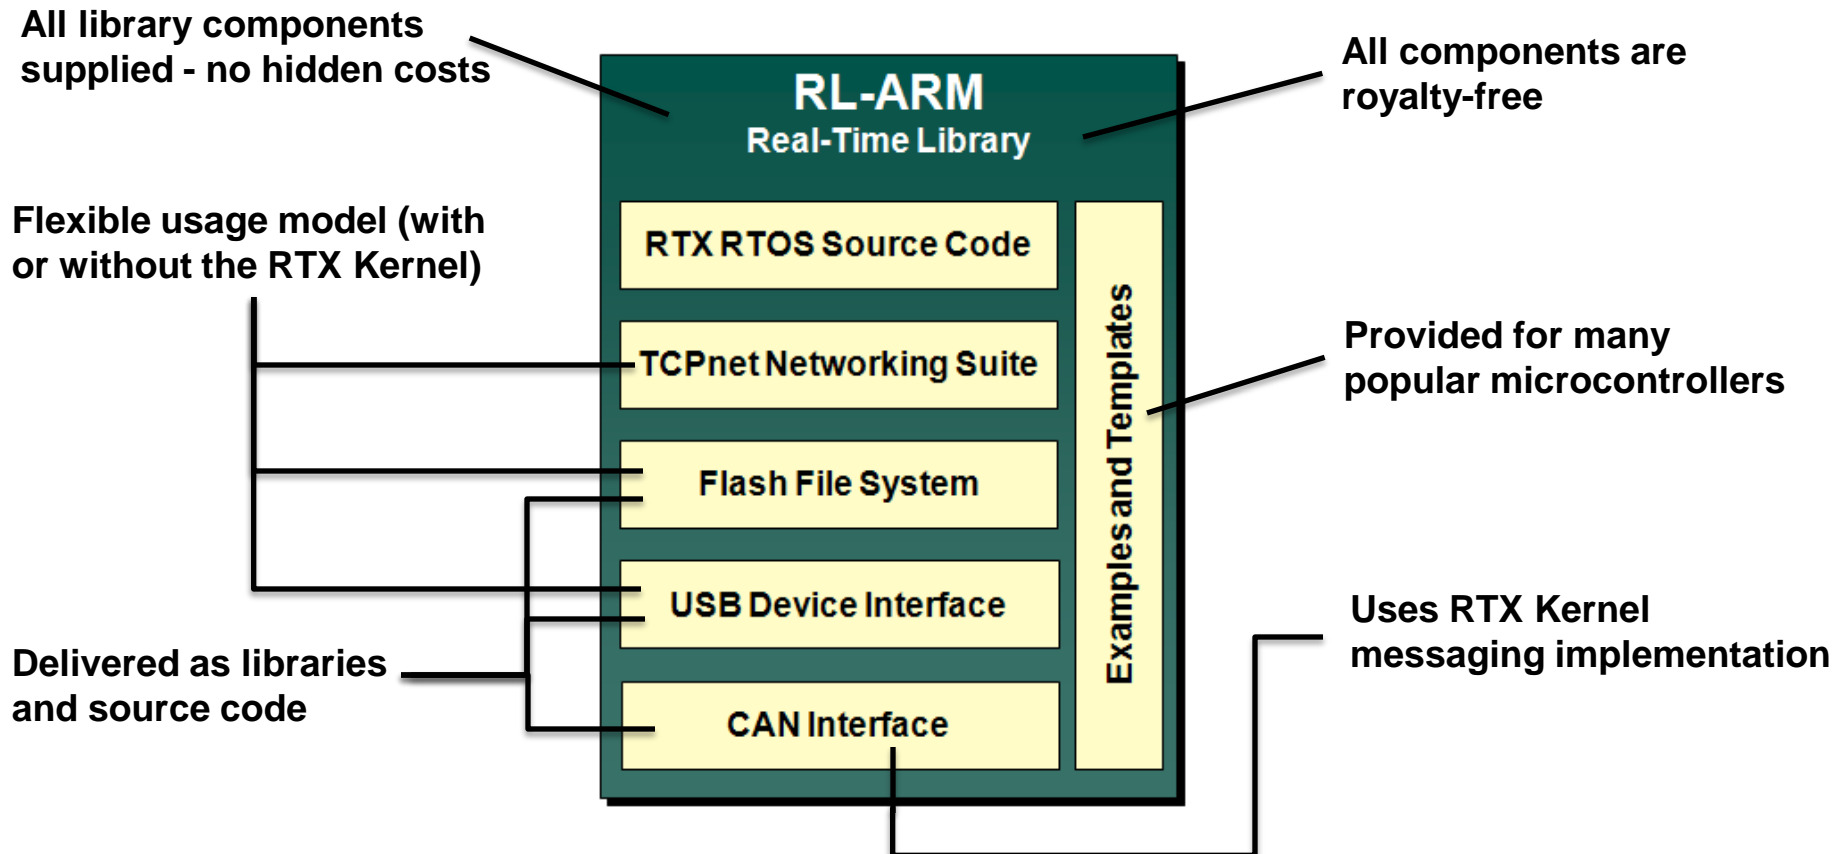 All library components
supplied - no hidden costs
RL-ARM
Real-Time Library
All components are
royalty-free
Flexible usage model (with
or without the RTX Kernel)
RTX RTOS Source Code
TCPnet Networking Suite
Flash File System
USB Device Interface
CAN Interface
Examples and Templates
Provided for many
popular microcontrollers
Delivered as libraries
and source code
Uses RTX Kernel
messaging implementation